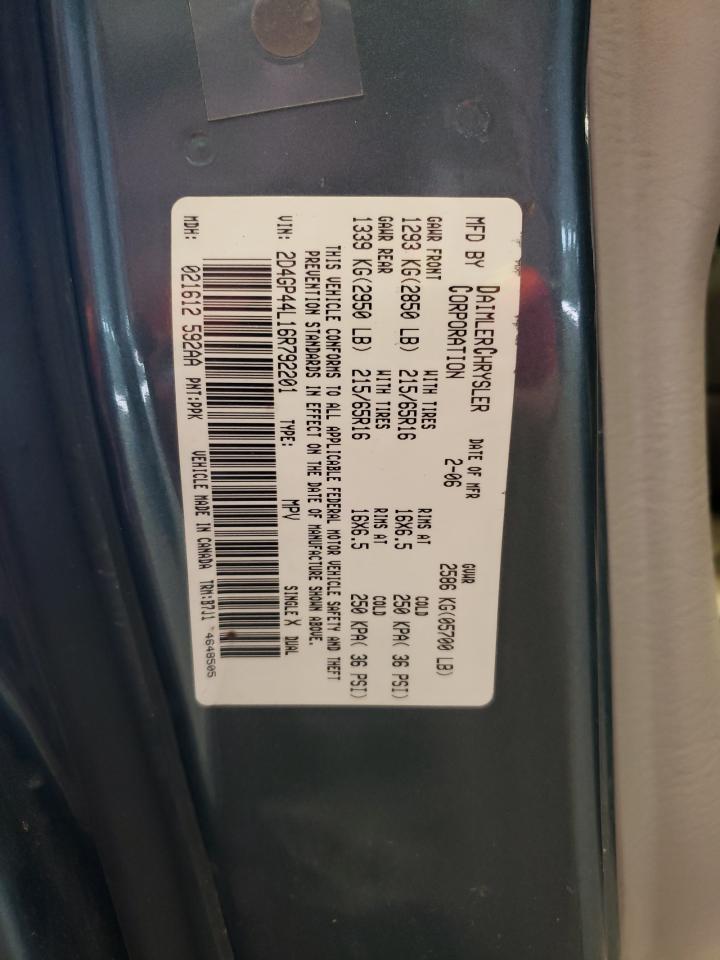 MFD BY DAIMLERCHRYSLER CORPORATION
DATE OF MFR 2-06
GVWR 2586 KG(05700 LB)
GAWR FRONT WITH TIRES RIMS AT COLD
1293 KG(2850 LB) 215/65R16 16X6.5 250 KPA( 36 PSI)
GAWR REAR WITH TIRES RIMS AT COLD
1339 KG(2950 LB) 215/65R16 16X6.5 250 KPA( 36 PSI)
THIS VEHICLE CONFORMS TO ALL APPLICABLE FEDERAL MOTOR VEHICLE SAFETY AND THEFT
PREVENTION STANDARDS IN EFFECT ON THE DATE OF MANUFACTURE SHOWN ABOVE.
VIN: 2D4GP44L16R792201 TYPE: MPV SINGLE X DUAL
MDH: 021612 592AA PNT:PPK VEHICLE MADE IN CANADA TRM:B7J1 4648505